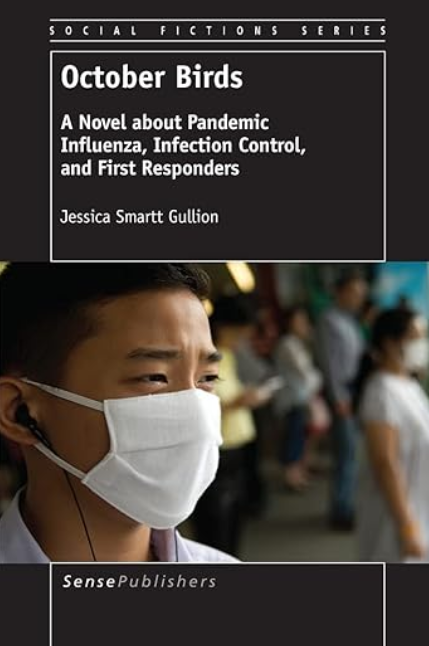 SOCIAL FICTIONS SERIES
October Birds
A Novel about Pandemic
Influenza, Infection Control,
and First Responders
Jessica Smartt Gullion
SensePublishers